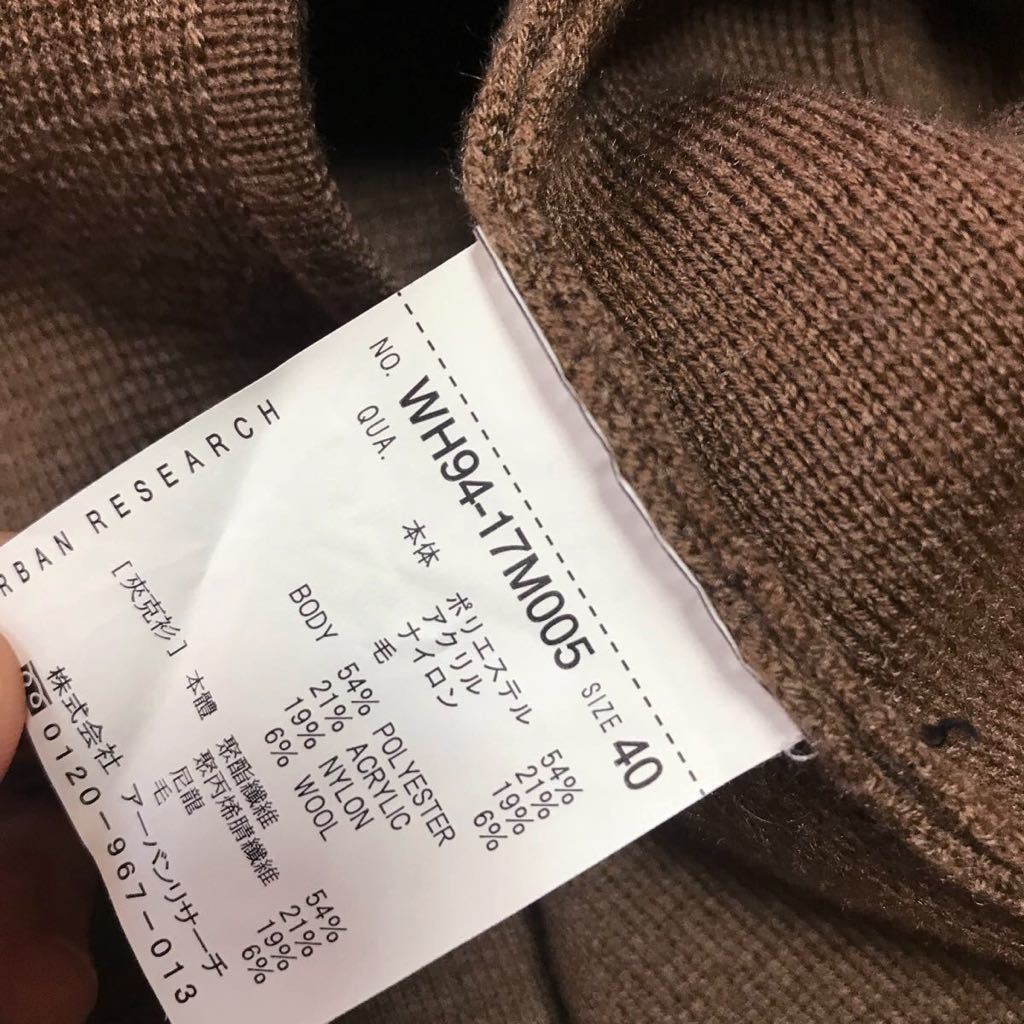 NO. WH94-17M005 SIZE 40
QUA.
本体 ポリエステル 54%
アクリル 21%
ナイロン 19%
毛 6%
BODY 54% POLYESTER
21% ACRYLIC
19% NYLON
6% WOOL
[夾克衫] 本體 聚酯纖維 54%
聚丙烯腈纖維 21%
尼龍 19%
毛 6%
RBAN RESEARCH
株式会社 アーバンリサーチ
0120-967-013